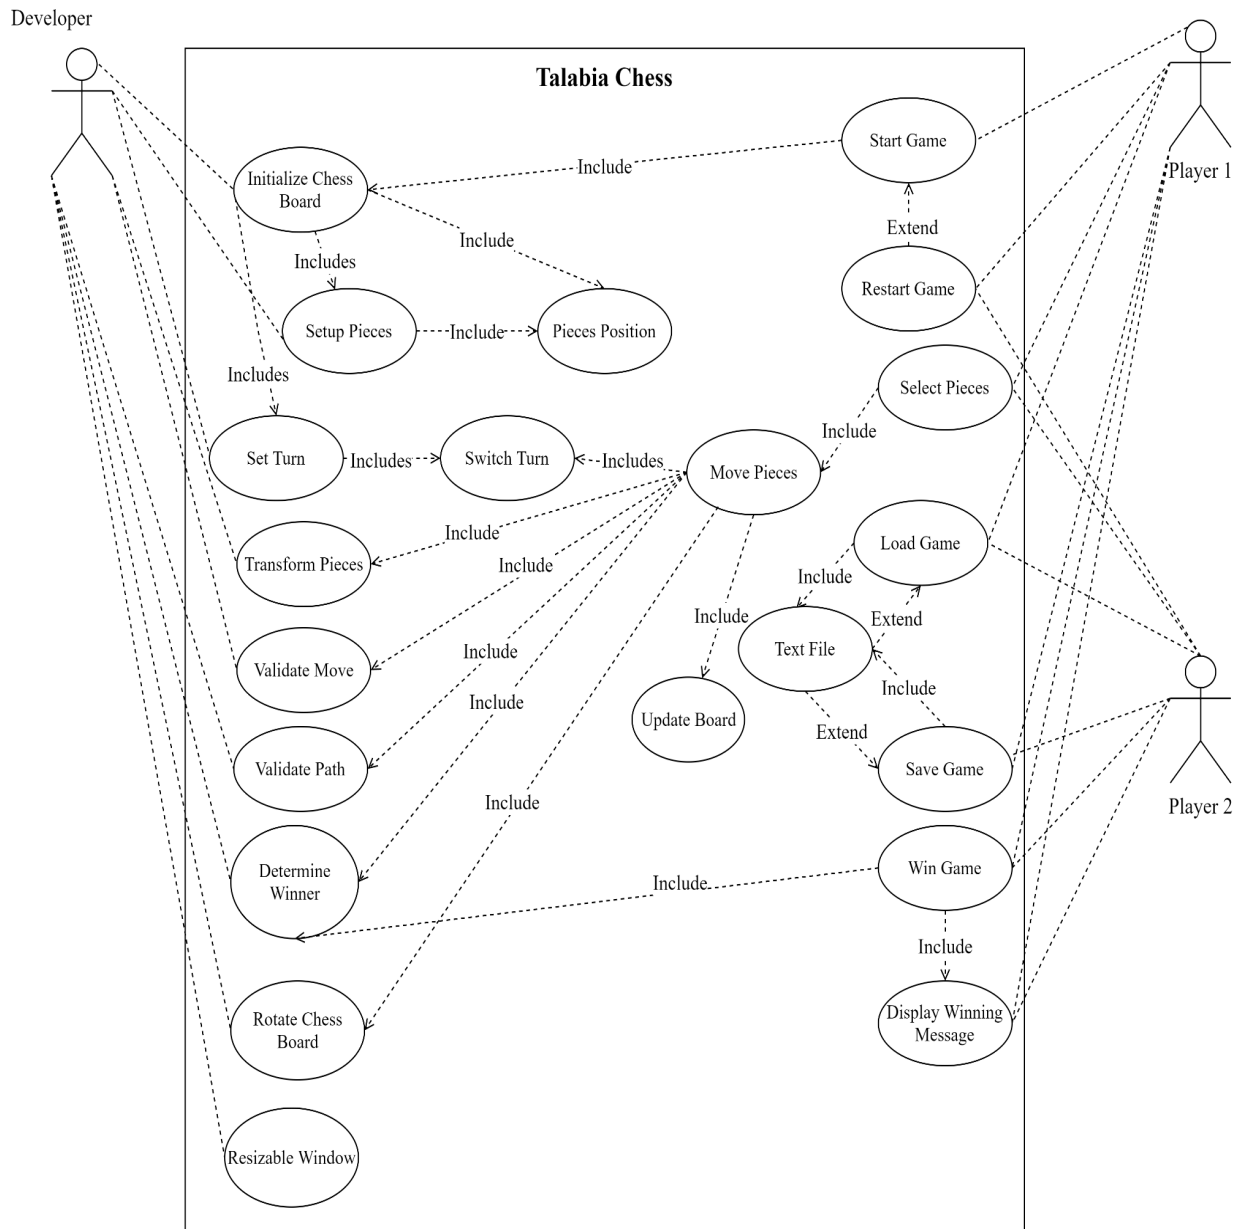 Developer
Talabia Chess
Start Game
Include
Player 1
Initialize Chess
Board
Extend
Include
Includes
Restart Game
Setup Pieces
Include
Pieces Position
Includes
Select Pieces
Include
Set Turn
Includes
Switch Turn
Includes
Move Pieces
Include
Load Game
Transform Pieces
Include
Include
Include
Extend
Text File
Include
Validate Move
Include
Include
Update Board
Extend
Validate Path
Save Game
Include
Player 2
Determine
Winner
Include
Win Game
Include
Rotate Chess
Board
Display Winning
Message
Resizable Window